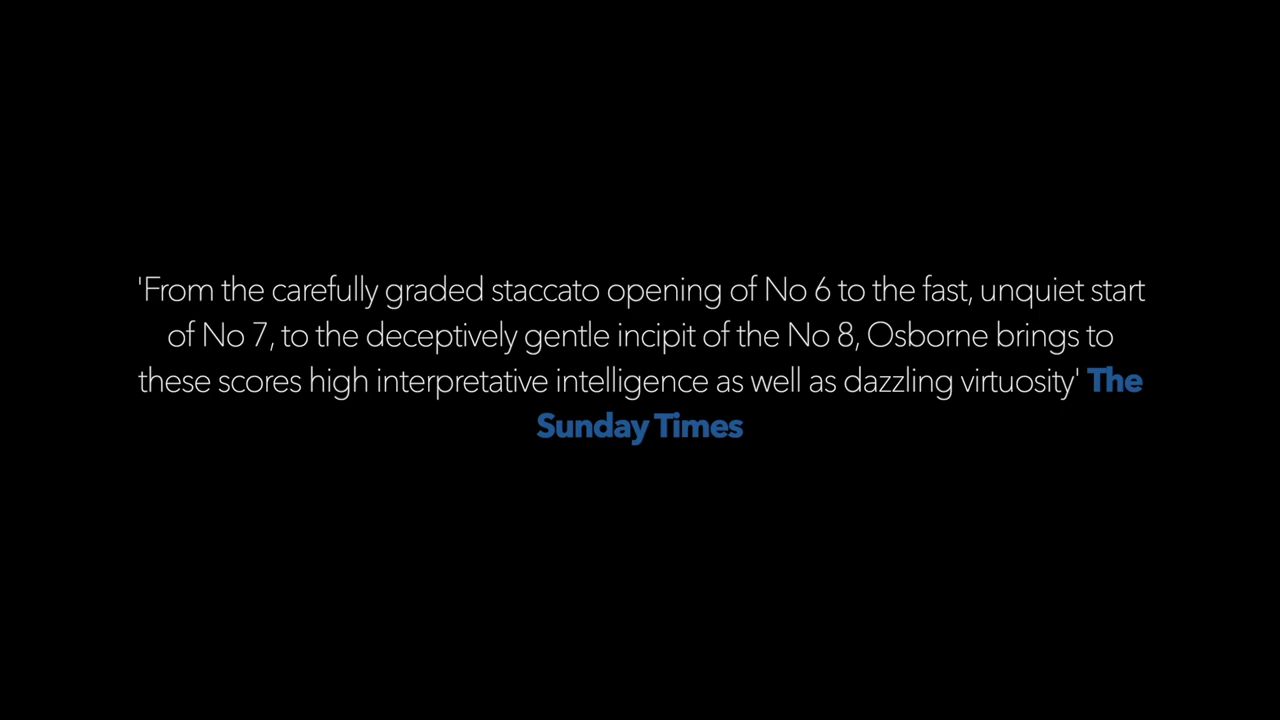 'From the carefully graded staccato opening of No 6 to the fast, unquiet start
of No 7, to the deceptively gentle incipit of the No 8, Osborne brings to
these scores high interpretative intelligence as well as dazzling virtuosity' The
Sunday Times